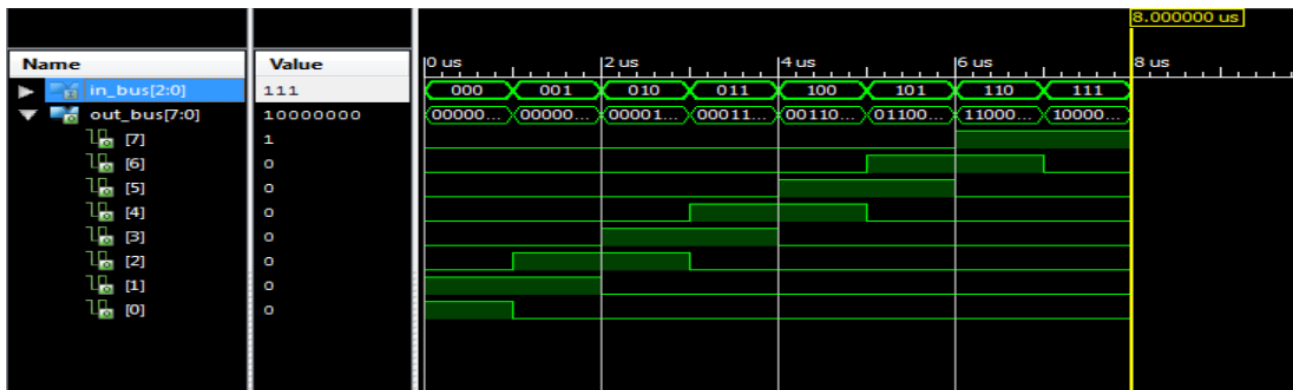 8.000000 us
Name Value 0 us 2 us 4 us 6 us 8 us
in_bus[2:0] 111 000 001 010 011 100 101 110 111
out_bus[7:0] 10000000 00000... 00000... 00001... 00011... 00110... 01100... 11000... 10000...
[7] 1
[6] 0
[5] 0
[4] 0
[3] 0
[2] 0
[1] 0
[0] 0